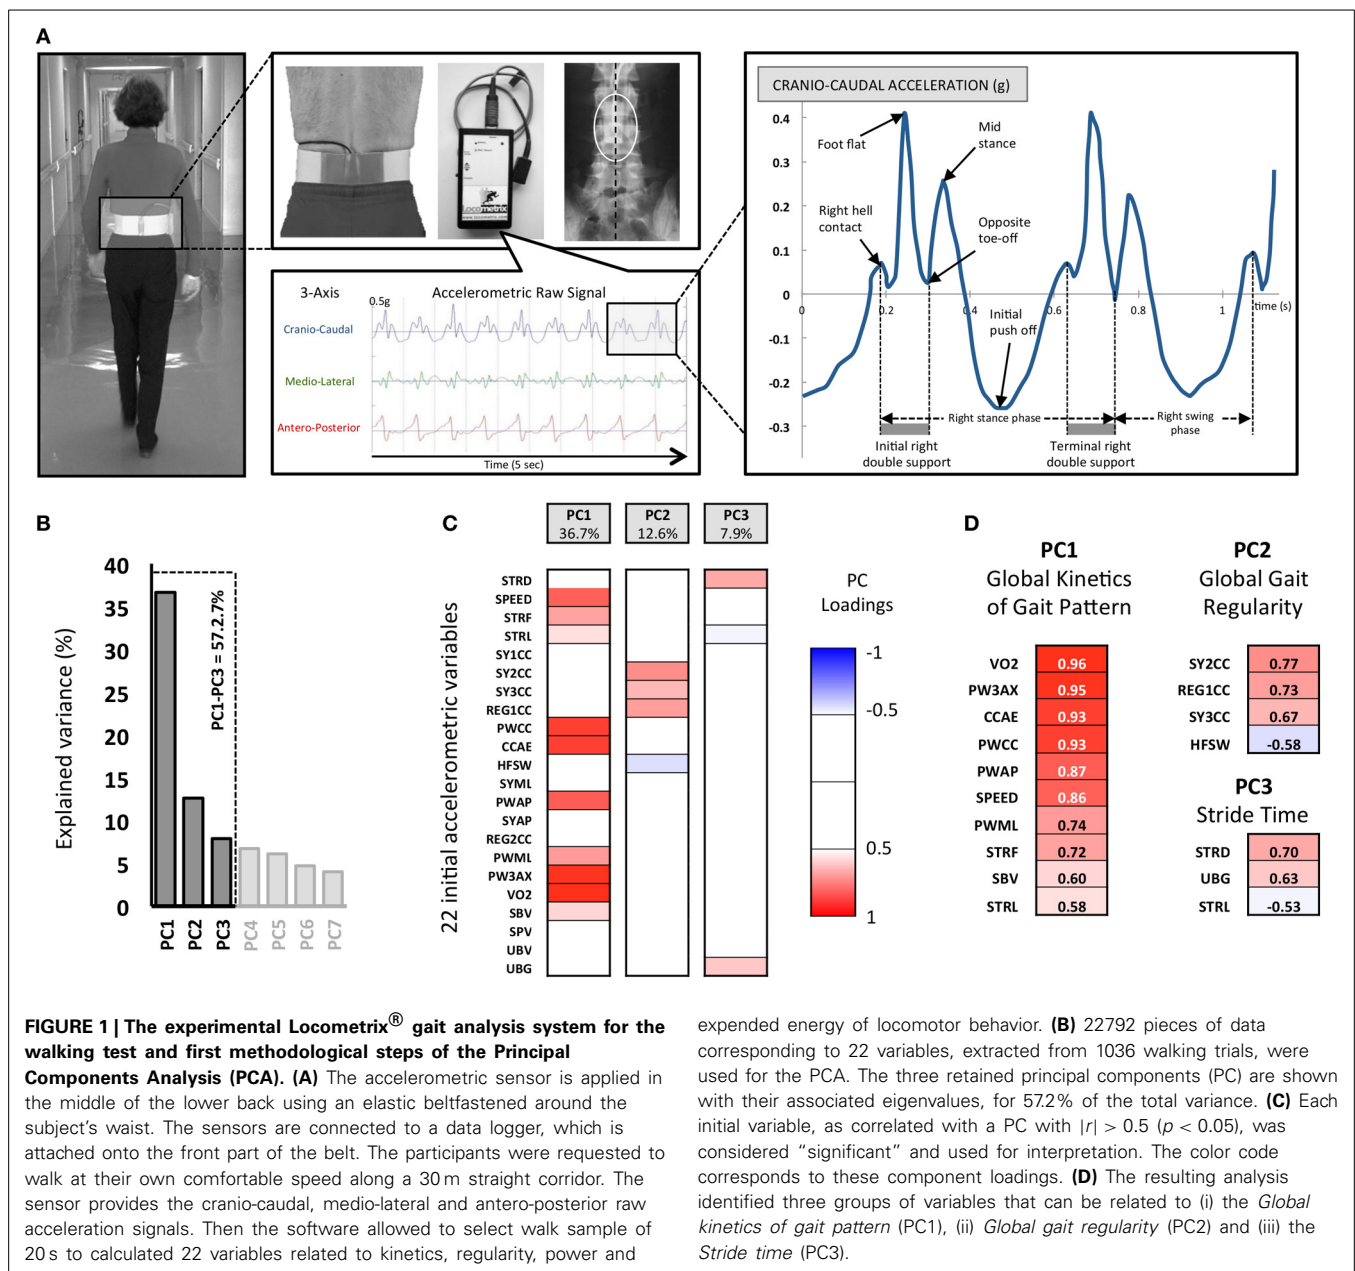 A
3-Axis
Accelerometric Raw Signal
0.5g
Cranio-Caudal
Medio-Lateral
Antero-Posterior
Time (5 sec)
Locometrix
www.locometrix.com
CRANIO-CAUDAL ACCELERATION (g)
0.4
0.3
0.2
0.1
0
-0.1
-0.2
-0.3
0
0.2
0.4
0.6
0.8
1
time (s)
Foot flat
Mid
stance
Right hell
contact
Opposite
toe-off
Initial
push off
Right stance phase
Right swing
phase
Initial right
double support
Terminal right
double support
B
Explained variance (%)
40
35
30
25
20
15
10
5
0
PC1-PC3 = 57.2.7%
PC1
PC2
PC3
PC4
PC5
PC6
PC7
C
PC1
36.7%
PC2
12.6%
PC3
7.9%
22 initial accelerometric variables
STRD
SPEED
STRF
STRL
SY1CC
SY2CC
SY3CC
REG1CC
PWCC
CCAE
HFSW
SYML
PWAP
SYAP
REG2CC
PWML
PW3AX
VO2
SBV
SPV
UBV
UBG
PC
Loadings
-1
-0.5
0.5
1
D
PC1
Global Kinetics
of Gait Pattern
VO2 0.96
PW3AX 0.95
CCAE 0.93
PWCC 0.93
PWAP 0.87
SPEED 0.86
PWML 0.74
STRF 0.72
SBV 0.60
STRL 0.58
PC2
Global Gait
Regularity
SY2CC 0.77
REG1CC 0.73
SY3CC 0.67
HFSW -0.58
PC3
Stride Time
STRD 0.70
UBG 0.63
STRL -0.53
FIGURE 1 | The experimental Locometrix® gait analysis system for the
walking test and first methodological steps of the Principal
Components Analysis (PCA). (A) The accelerometric sensor is applied in
the middle of the lower back using an elastic beltfastened around the
subject's waist. The sensors are connected to a data logger, which is
attached onto the front part of the belt. The participants were requested to
walk at their own comfortable speed along a 30 m straight corridor. The
sensor provides the cranio-caudal, medio-lateral and antero-posterior raw
acceleration signals. Then the software allowed to select walk sample of
20 s to calculated 22 variables related to kinetics, regularity, power and
expended energy of locomotor behavior. (B) 22792 pieces of data
corresponding to 22 variables, extracted from 1036 walking trials, were
used for the PCA. The three retained principal components (PC) are shown
with their associated eigenvalues, for 57.2% of the total variance. (C) Each
initial variable, as correlated with a PC with |r| > 0.5 (p < 0.05), was
considered "significant" and used for interpretation. The color code
corresponds to these component loadings. (D) The resulting analysis
identified three groups of variables that can be related to (i) the Global
kinetics of gait pattern (PC1), (ii) Global gait regularity (PC2) and (iii) the
Stride time (PC3).